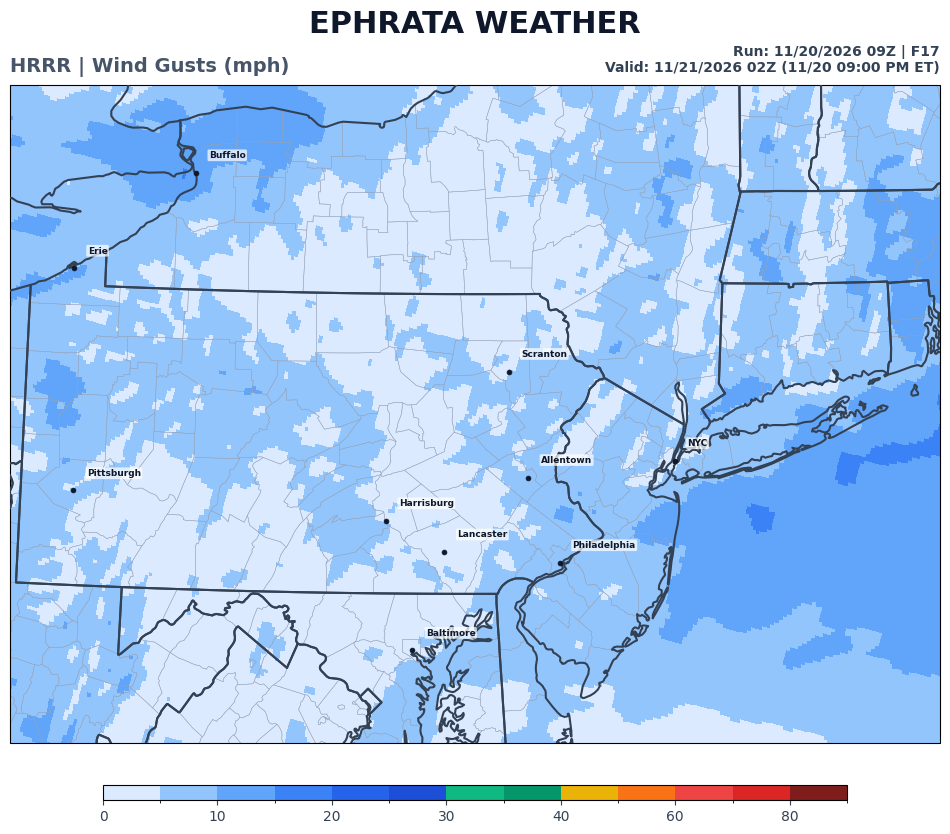 EPHRATA WEATHER
HRRR | Wind Gusts (mph)
Run: 11/20/2026 09Z | F17
Valid: 11/21/2026 02Z (11/20 09:00 PM ET)
Buffalo
Erie
Scranton
NYC
Allentown
Pittsburgh
Harrisburg
Lancaster
Philadelphia
Baltimore
0 10 20 30 40 60 80